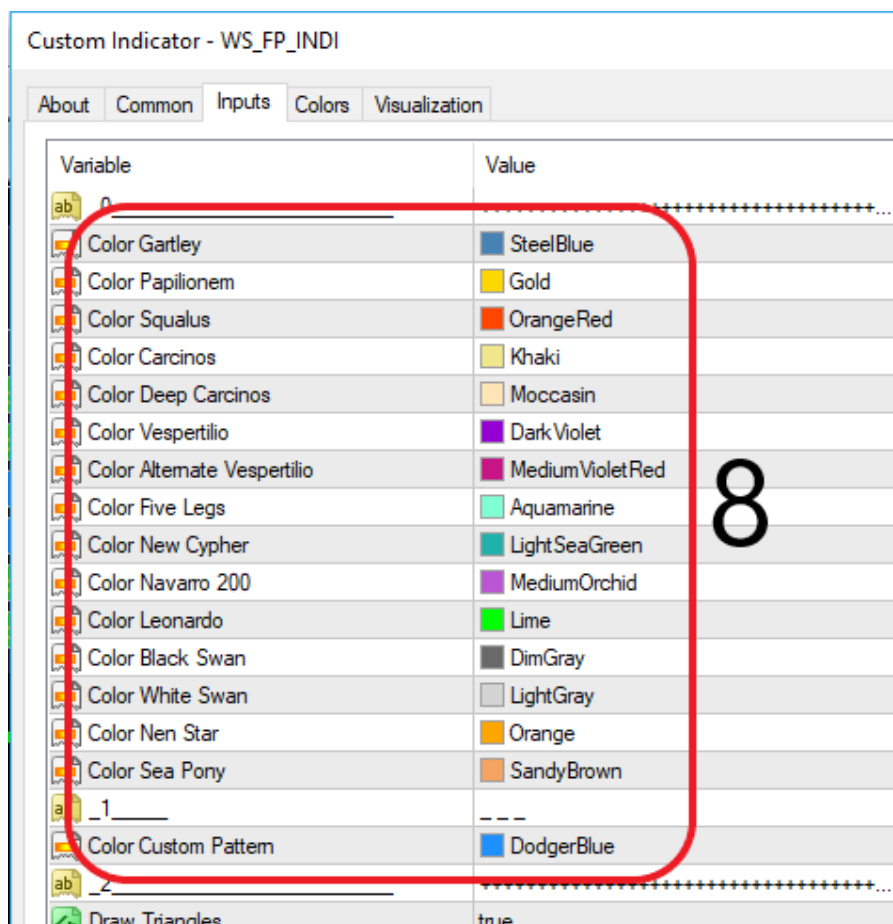 Custom Indicator - WS_FP_INDI
About Common Inputs Colors Visualization
Variable Value
_0______________________________ +++++++++++++++++++++++++++++++++++...
Color Gartley SteelBlue
Color Papilionem Gold
Color Squalus OrangeRed
Color Carcinos Khaki
Color Deep Carcinos Moccasin
Color Vespertilio DarkViolet
Color Alternate Vespertilio MediumVioletRed
Color Five Legs Aquamarine
Color New Cypher LightSeaGreen
Color Navarro 200 MediumOrchid
Color Leonardo Lime
Color Black Swan DimGray
Color White Swan LightGray
Color Nen Star Orange
Color Sea Pony SandyBrown
_1_____ _ _ _
Color Custom Pattern DodgerBlue
_2______________________________ +++++++++++++++++++++++++++++++++++...
Draw Triangles true
8